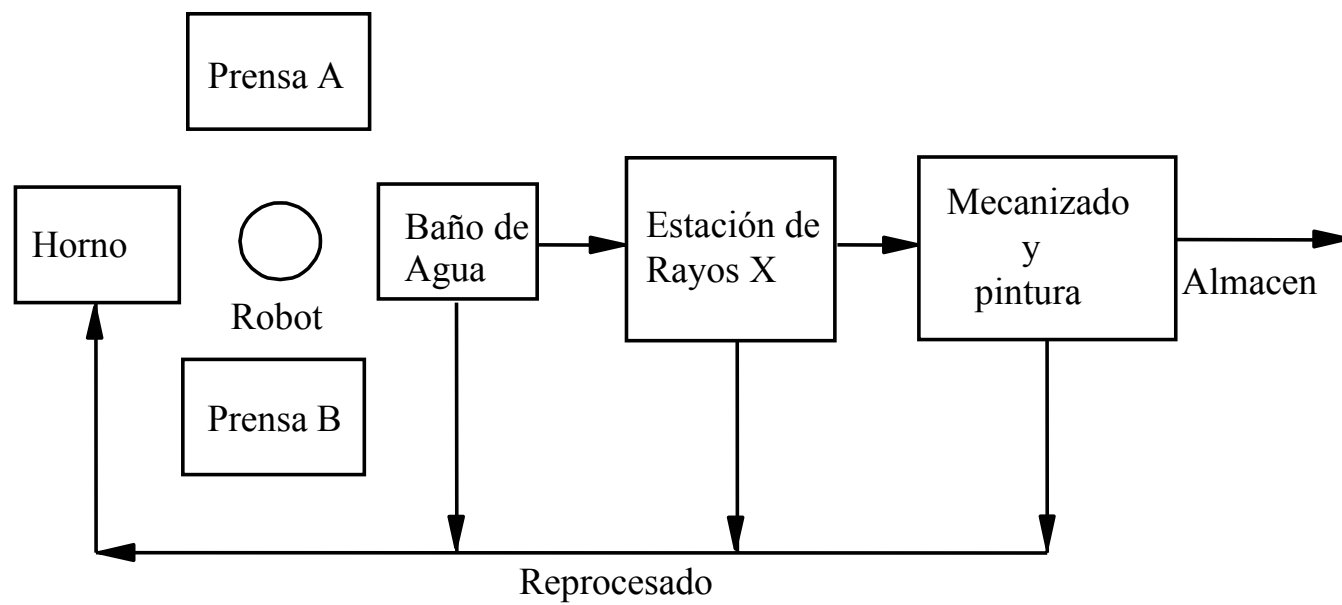 Prensa A
Horno
Robot
Prensa B
Baño de
Agua
Estación de
Rayos X
Mecanizado
y
pintura
Almacen
Reprocesado